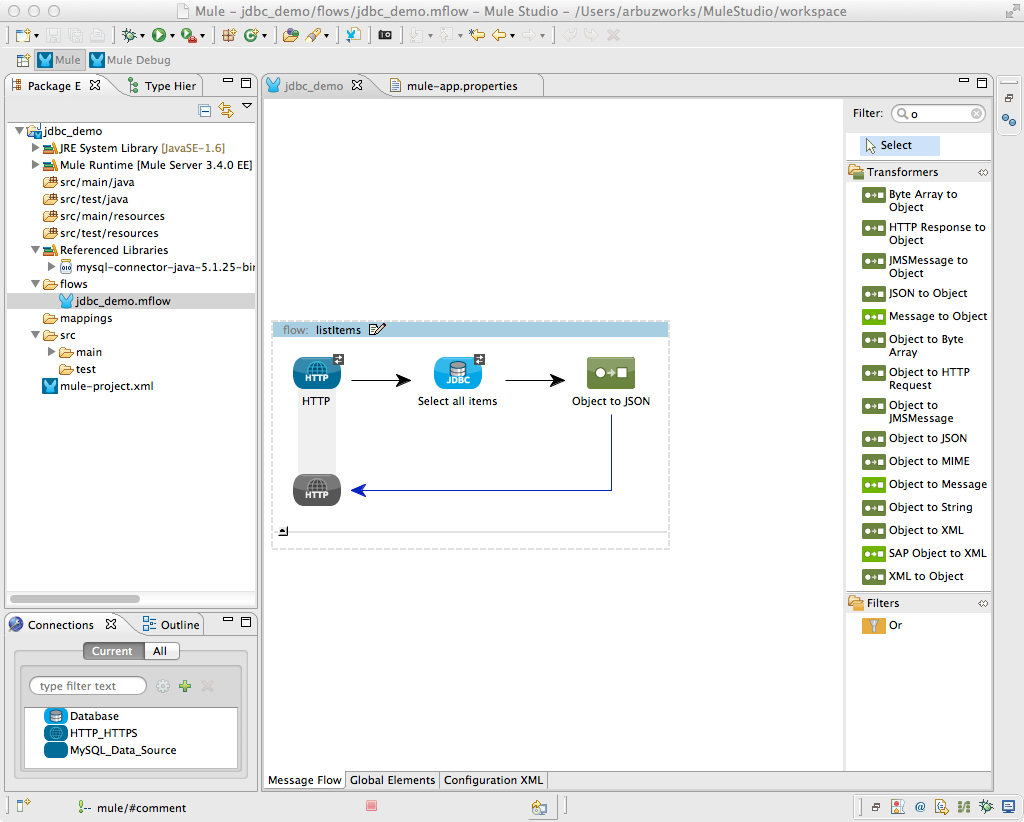 Mule – jdbc_demo/flows/jdbc_demo.mflow – Mule Studio – /Users/arbuzworks/MuleStudio/workspace
Mule
Mule Debug
Package E
Type Hier
jdbc_demo
JRE System Library [JavaSE-1.6]
Mule Runtime [Mule Server 3.4.0 EE]
src/main/java
src/test/java
src/main/resources
src/test/resources
Referenced Libraries
010
mysql-connector-java-5.1.25-bin
flows
jdbc_demo.mflow
mappings
src
main
test
mule-project.xml
Connections
Outline
Current
All
type filter text
Database
HTTP_HTTPS
MySQL_Data_Source
jdbc_demo
mule-app.properties
flow: listItems
HTTP
HTTP
JDBC
Select all items
Object to JSON
HTTP
Message Flow
Global Elements
Configuration XML
Filter:
o
Select
Transformers
Byte Array to
Object
HTTP Response to
Object
JMSMessage to
Object
JSON to Object
Message to Object
Object to Byte
Array
Object to HTTP
Request
Object to
JMSMessage
Object to JSON
Object to MIME
Object to Message
Object to String
Object to XML
SAP Object to XML
XML to Object
Filters
Or
mule/#comment
@